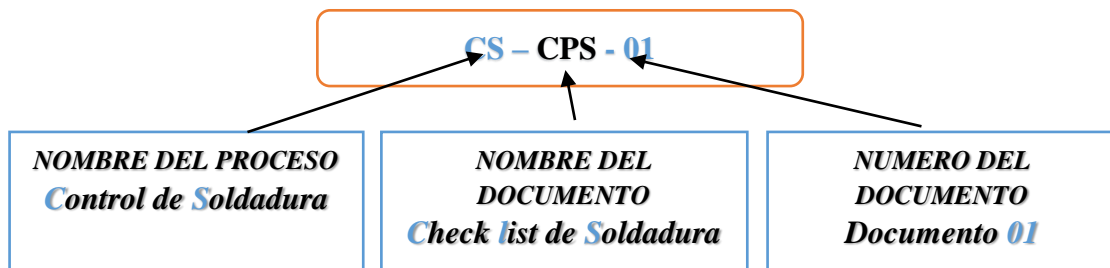 CS – CPS - 01
NOMBRE DEL PROCESO
Control de Soldadura
NOMBRE DEL
DOCUMENTO
Check list de Soldadura
NUMERO DEL
DOCUMENTO
Documento 01